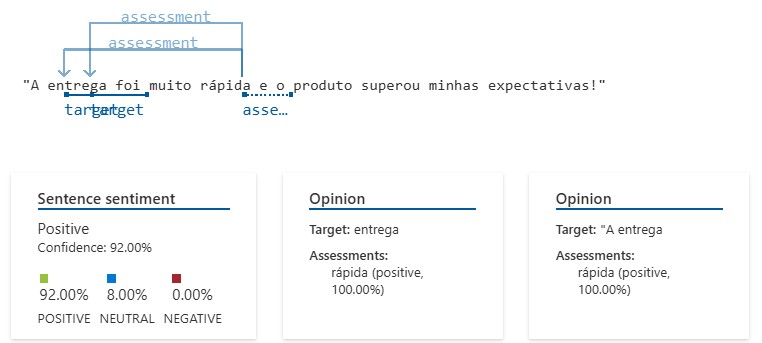 assessment
assessment
"A entrega foi muito rápida e o produto superou minhas expectativas!"
target target asse…
Sentence sentiment
Positive
Confidence: 92.00%
92.00% 8.00% 0.00%
POSITIVE NEUTRAL NEGATIVE
Opinion
Target: entrega
Assessments:
rápida (positive,
100.00%)
Opinion
Target: "A entrega
Assessments:
rápida (positive,
100.00%)